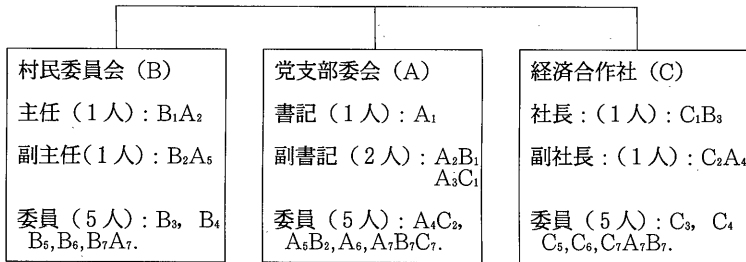 村民委員会（B）
主任（1人）：B₁A₂
副主任（1人）：B₂A₅
委員（5人）：B₃，B₄
B₅,B₆,B₇A₇.
党支部委会（A）
書記（1人）：A₁
副書記（2人）：A₂B₁
A₃C₁
委員（5人）：A₄C₂,
A₅B₂,A₆,A₇B₇C₇.
経済合作社（C）
社長：（1人）：C₁B₃
副社長：（1人）：C₂A₄
委員（5人）：C₃，C₄
C₅,C₆,C₇A₇B₇.